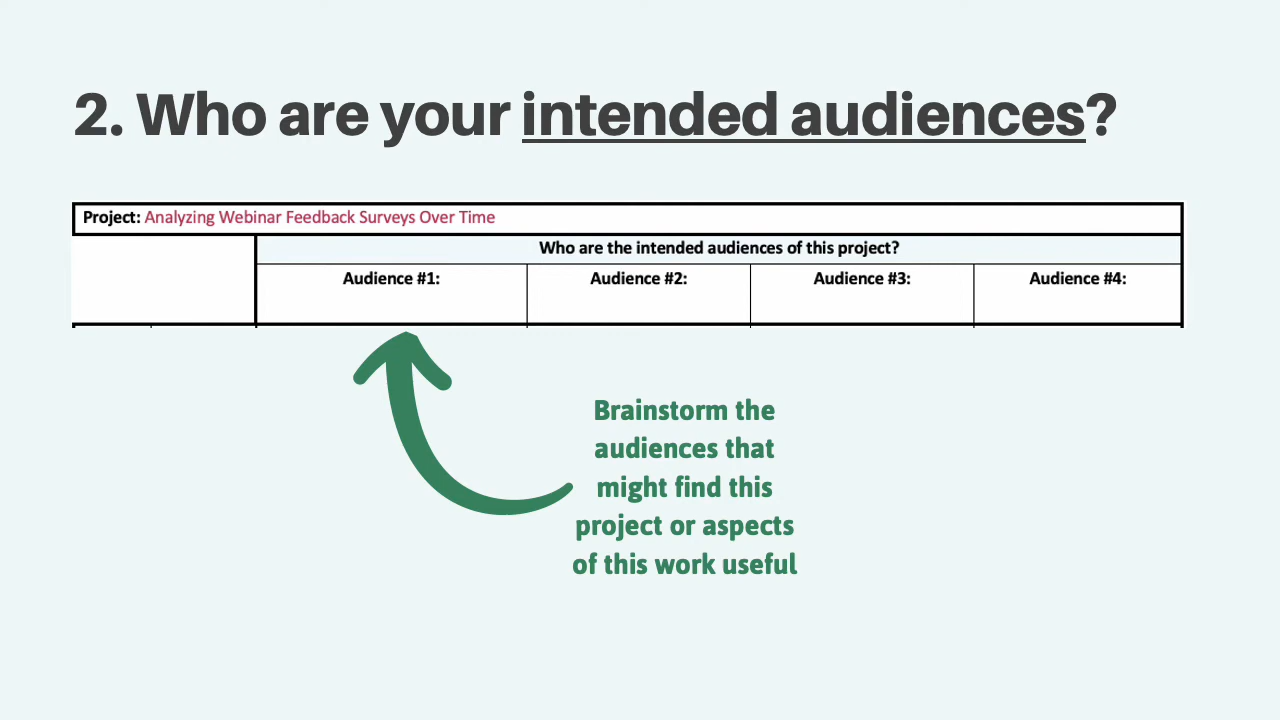 2. Who are your intended audiences?
Project: Analyzing Webinar Feedback Surveys Over Time
Who are the intended audiences of this project?
Audience #1: Audience #2: Audience #3: Audience #4:
Brainstorm the
audiences that
might find this
project or aspects
of this work useful